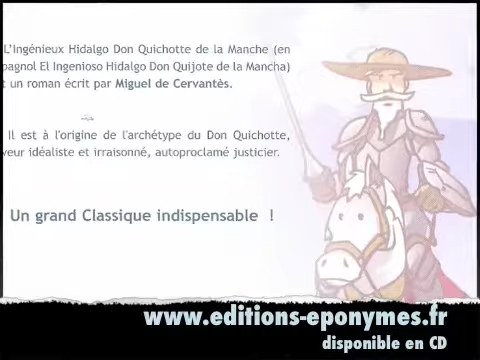 L'Ingénieux Hidalgo Don Quichotte de la Manche (en
pagnol El Ingenioso Hidalgo Don Quijote de la Mancha)
t un roman écrit par Miguel de Cervantès.
Il est à l'origine de l'archétype du Don Quichotte,
veur idéaliste et irraisonné, autoproclamé justicier.
Un grand Classique indispensable !
www.editions-eponymes.fr
disponible en CD